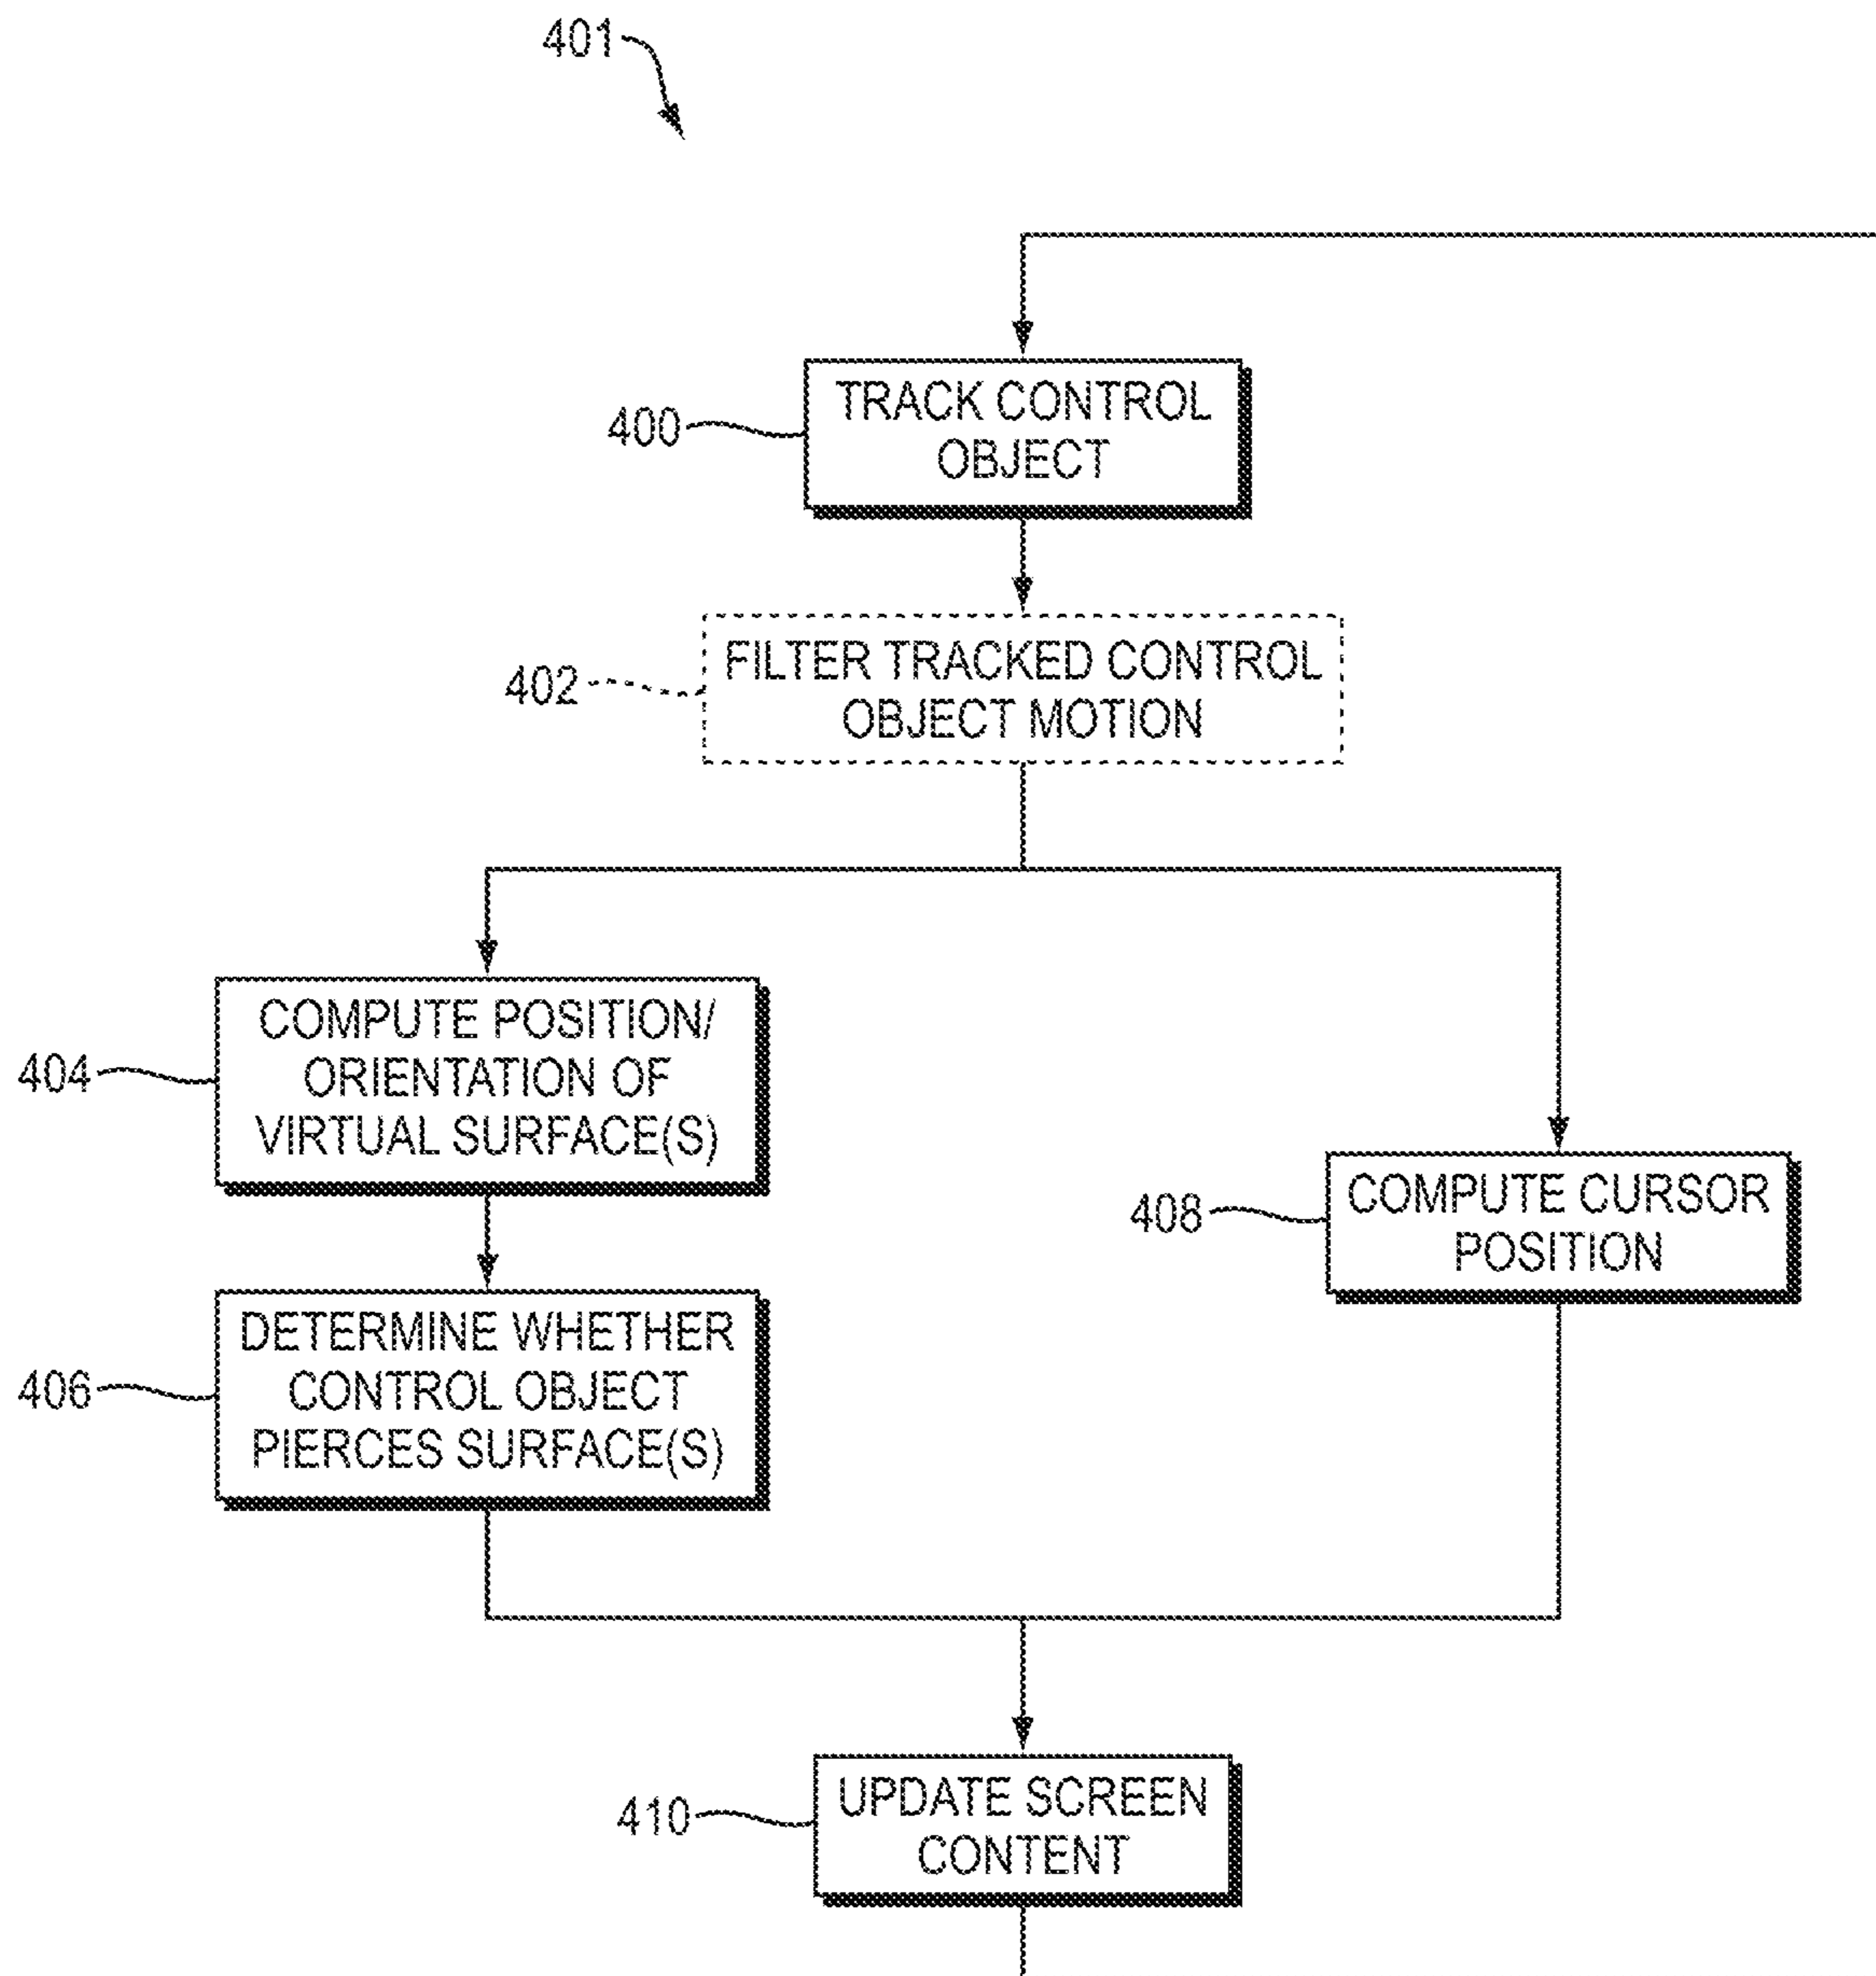 401
400
TRACK CONTROL
OBJECT
402
FILTER TRACKED CONTROL
OBJECT MOTION
404
COMPUTE POSITION/
ORIENTATION OF
VIRTUAL SURFACE(S)
408
COMPUTE CURSOR
POSITION
406
DETERMINE WHETHER
CONTROL OBJECT
PIERCES SURFACE(S)
410
UPDATE SCREEN
CONTENT